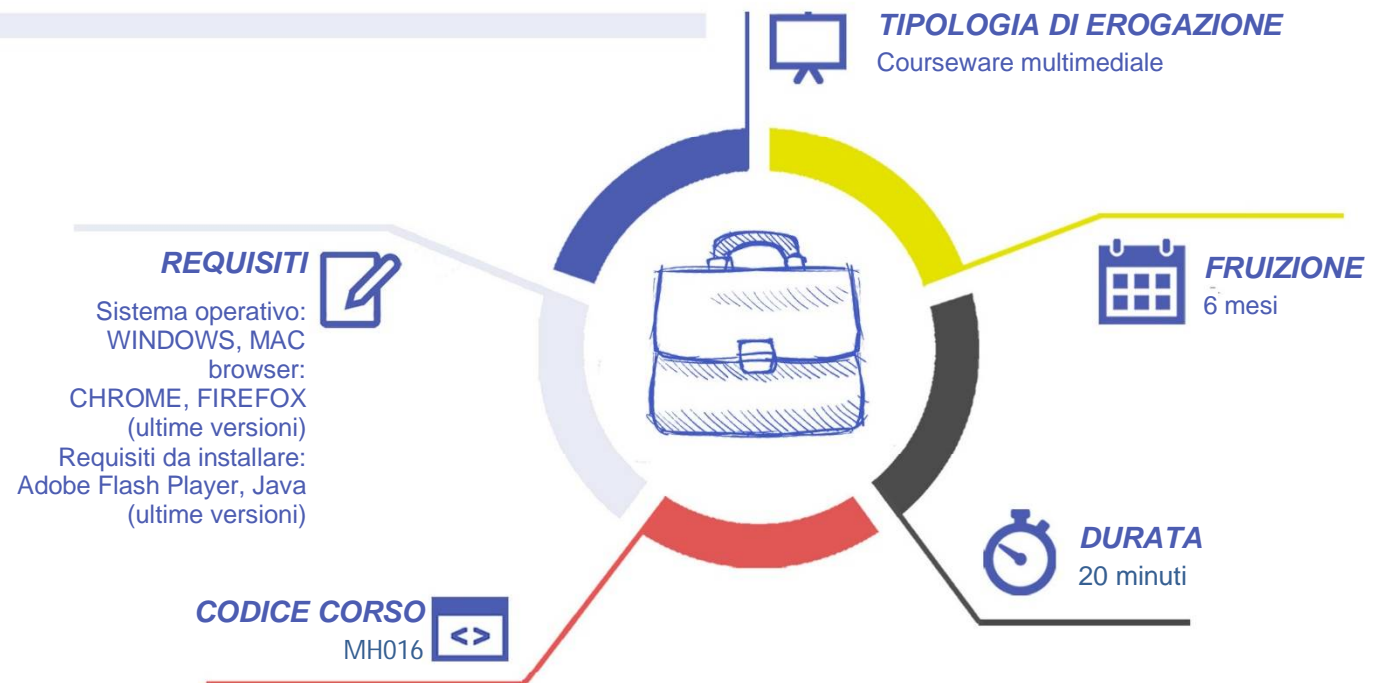 TIPOLOGIA DI EROGAZIONE
Courseware multimediale
REQUISITI
Sistema operativo:
WINDOWS, MAC
browser:
CHROME, FIREFOX
(ultime versioni)
Requisiti da installare:
Adobe Flash Player, Java
(ultime versioni)
FRUIZIONE
6 mesi
DURATA
20 minuti
CODICE CORSO
MH016